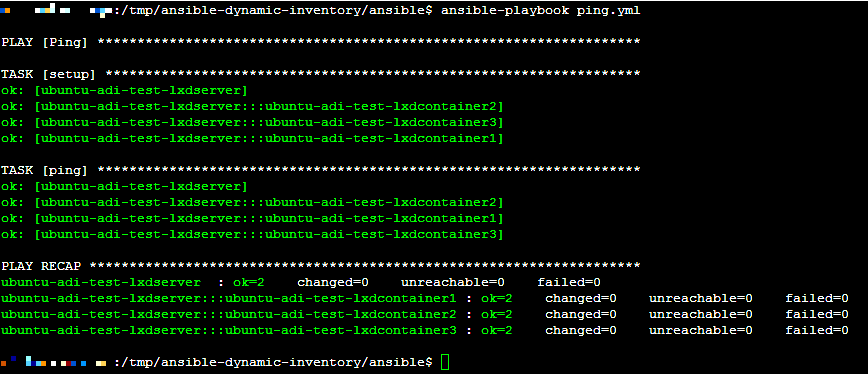 :/tmp/ansible-dynamic-inventory/ansible$ ansible-playbook ping.yml
PLAY [Ping] ******************************************************************
TASK [setup] *****************************************************************
ok: [ubuntu-adi-test-lxdserver]
ok: [ubuntu-adi-test-lxdserver:::ubuntu-adi-test-lxdcontainer2]
ok: [ubuntu-adi-test-lxdserver:::ubuntu-adi-test-lxdcontainer3]
ok: [ubuntu-adi-test-lxdserver:::ubuntu-adi-test-lxdcontainer1]
TASK [ping] ******************************************************************
ok: [ubuntu-adi-test-lxdserver]
ok: [ubuntu-adi-test-lxdserver:::ubuntu-adi-test-lxdcontainer2]
ok: [ubuntu-adi-test-lxdserver:::ubuntu-adi-test-lxdcontainer1]
ok: [ubuntu-adi-test-lxdserver:::ubuntu-adi-test-lxdcontainer3]
PLAY RECAP *******************************************************************
ubuntu-adi-test-lxdserver  : ok=2    changed=0    unreachable=0    failed=0
ubuntu-adi-test-lxdserver:::ubuntu-adi-test-lxdcontainer1 : ok=2    changed=0    unreachable=0    failed=0
ubuntu-adi-test-lxdserver:::ubuntu-adi-test-lxdcontainer2 : ok=2    changed=0    unreachable=0    failed=0
ubuntu-adi-test-lxdserver:::ubuntu-adi-test-lxdcontainer3 : ok=2    changed=0    unreachable=0    failed=0
:/tmp/ansible-dynamic-inventory/ansible$